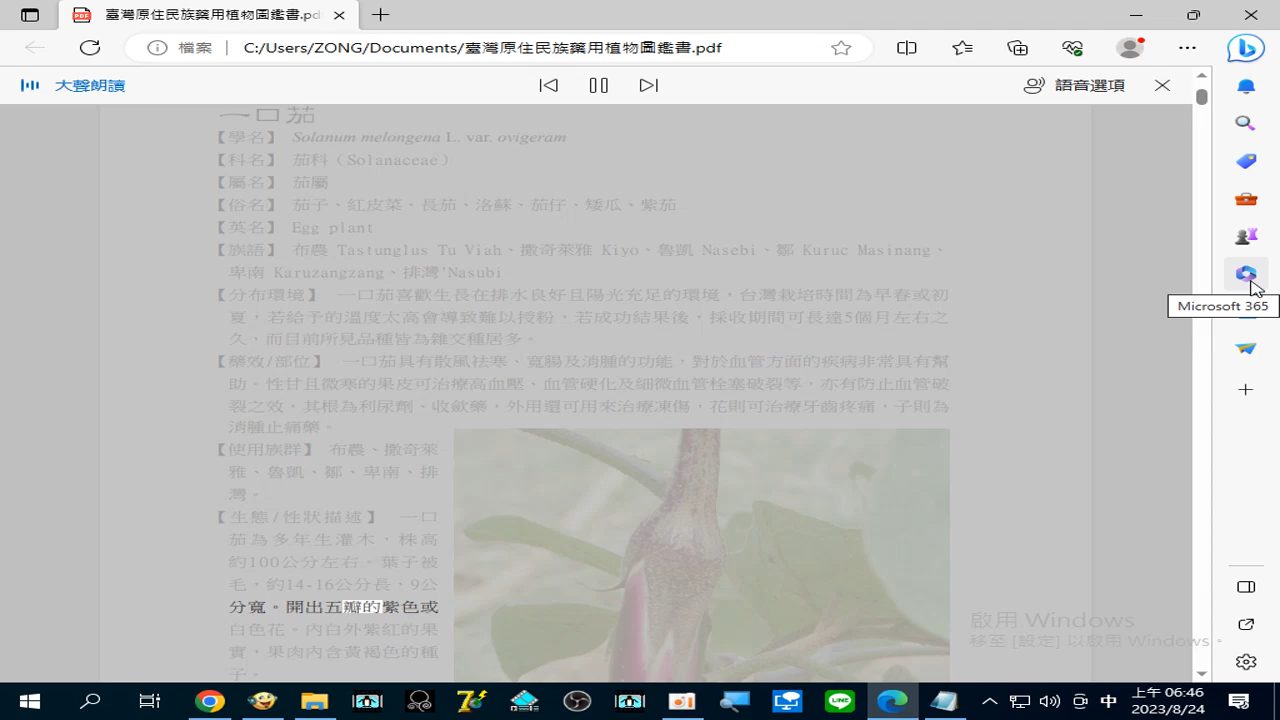 臺灣原住民族藥用植物圖鑑書.pd
檔案 C:/Users/ZONG/Documents/臺灣原住民族藥用植物圖鑑書.pdf
大聲朗讀 語音選項
一口茄
【學名】 Solanum melongena L. var. ovigeram
【科名】 茄科（Solanaceae）
【屬名】 茄屬
【俗名】 茄子、紅皮菜、長茄、洛蘇、茄仔、矮瓜、紫茄
【英名】 Egg plant
【族語】 布農 Tastunglus Tu Viah、撒奇萊雅 Kiyo、魯凱 Nasebi、鄒 Kuruc Masinang、
卑南 Karuzangzang、排灣'Nasubi
【分布環境】 一口茄喜歡生長在排水良好且陽光充足的環境，台灣栽培時間為早春或初
夏，若給予的溫度太高會導致難以授粉，若成功結果後，採收期間可長達5個月左右之
久、而目前所見品種皆為雜交種居多。
【藥效/部位】 一口茄具有散風祛寒、寬腸及消腫的功能，對於血管方面的疾病非常具有幫
助。性甘且微寒的果皮可治療高血壓、血管硬化及細微血管栓塞破裂等，亦有防止血管破
裂之效，其根為利尿劑、收斂藥，外用還可用來治療凍傷，花則可治療牙齒疼痛，子則為
消腫止痛藥。
【使用族群】 布農、撒奇萊
雅、魯凱、鄒、卑南、排
灣。
【生態/性狀描述】 一口
茄為多年生灌木，株高
約100公分左右。葉子被
毛，約14-16公分長，9公
分寬。開出五瓣的紫色或
白色花。內白外紫紅的果
實，果肉內含黃褐色的種
子。
Microsoft 365
啟用 Windows
移至 [設定] 以啟用 Windows。
中
上午 06:46
2023/8/24